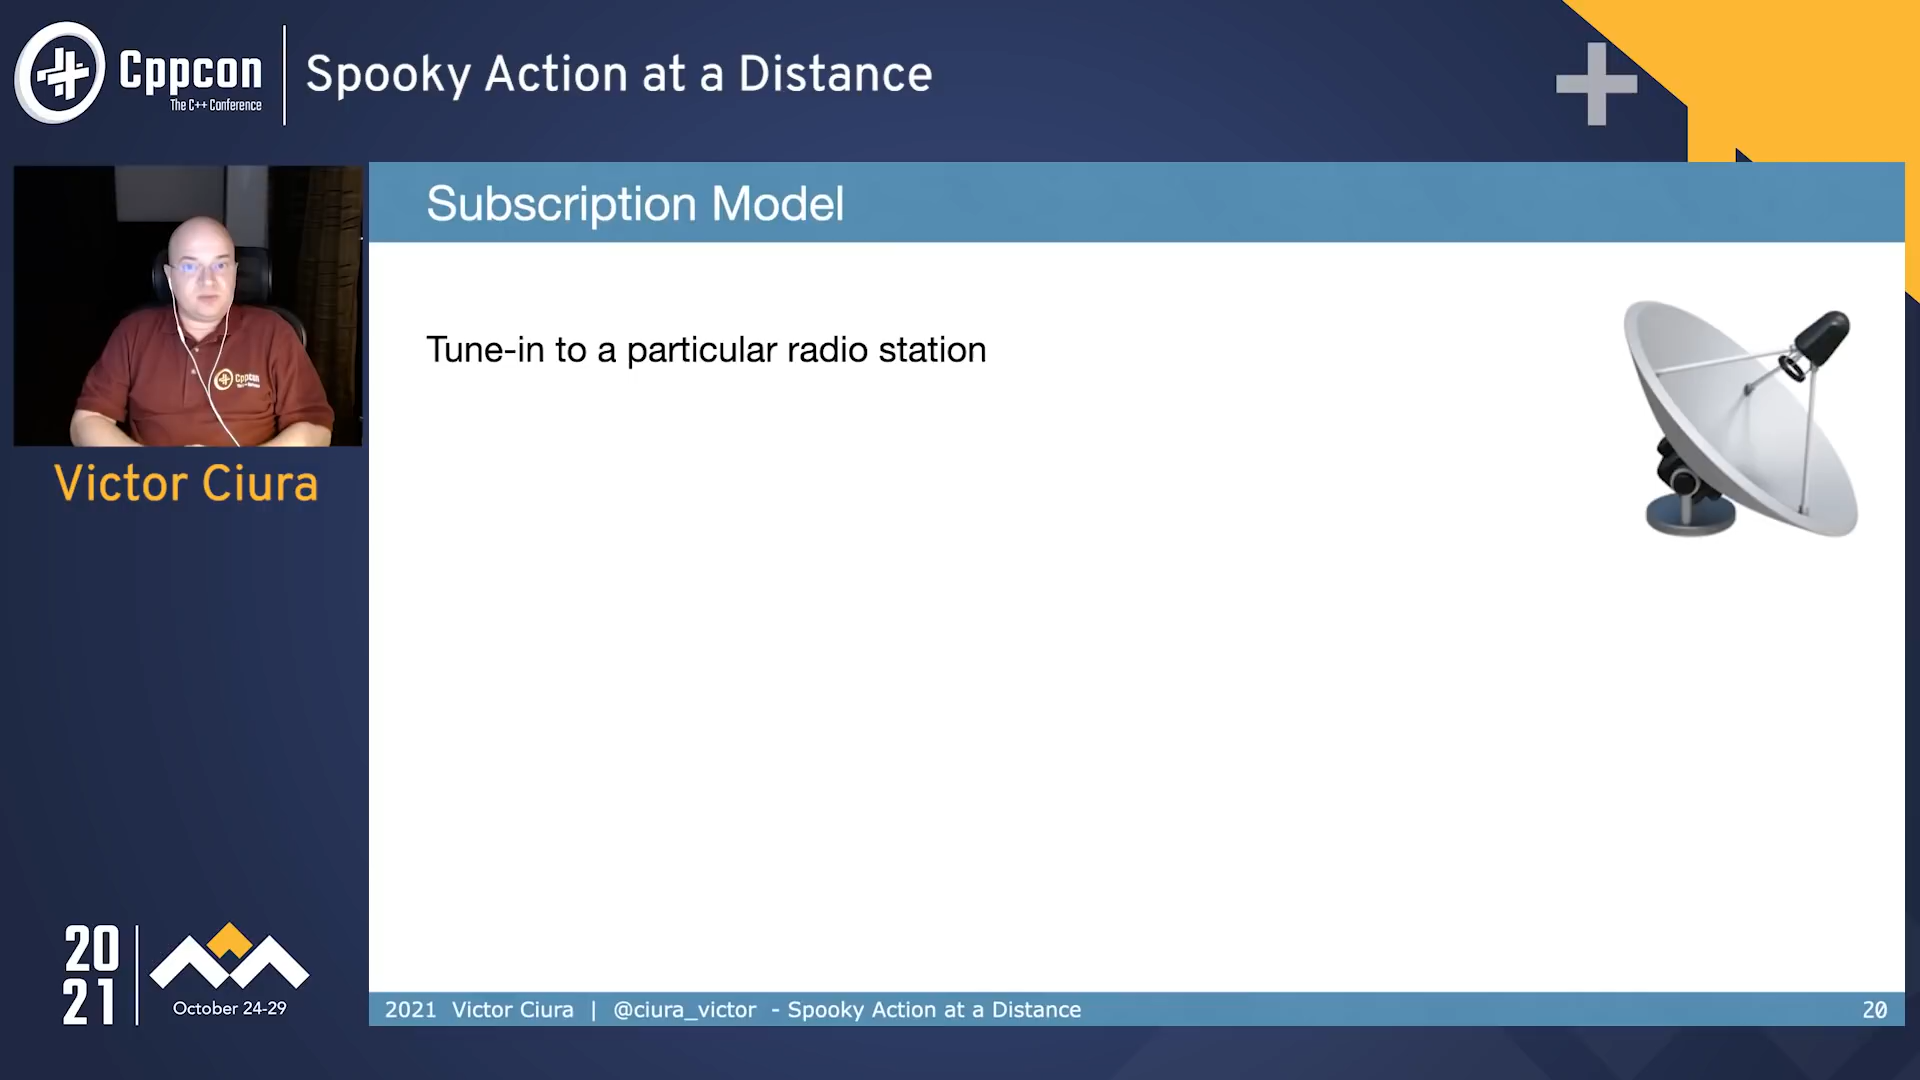 Cppcon
The C++ Conference
Spooky Action at a Distance
Subscription Model
Tune-in to a particular radio station
Cppcon
Victor Ciura
20
21
October 24-29
2021 Victor Ciura | @ciura_victor - Spooky Action at a Distance
20